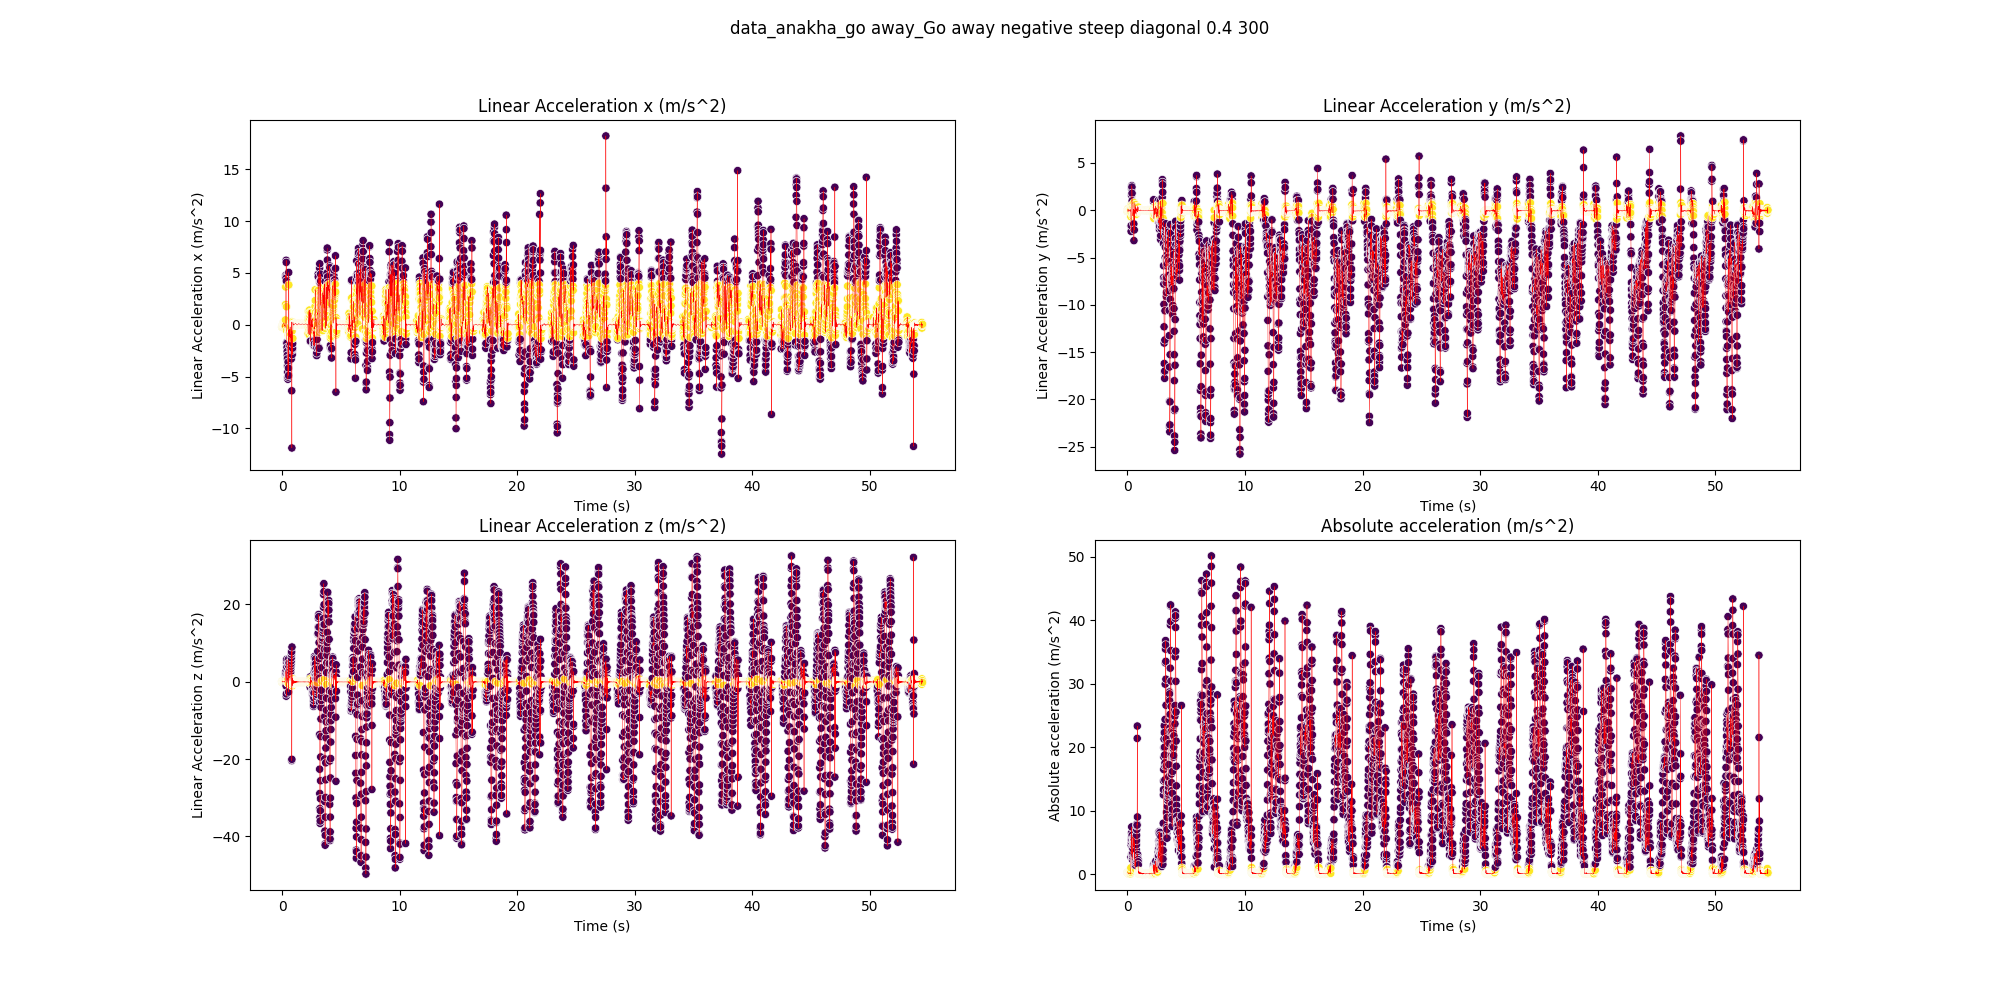 data_anakha_go away_Go away negative steep diagonal 0.4 300
Linear Acceleration x (m/s^2)
Linear Acceleration x (m/s^2)
15
10
5
0
−5
−10
0 10 20 30 40 50
Time (s)
Linear Acceleration y (m/s^2)
Linear Acceleration y (m/s^2)
5
0
−5
−10
−15
−20
−25
0 10 20 30 40 50
Time (s)
Linear Acceleration z (m/s^2)
Linear Acceleration z (m/s^2)
20
0
−20
−40
0 10 20 30 40 50
Time (s)
Absolute acceleration (m/s^2)
Absolute acceleration (m/s^2)
50
40
30
20
10
0
0 10 20 30 40 50
Time (s)